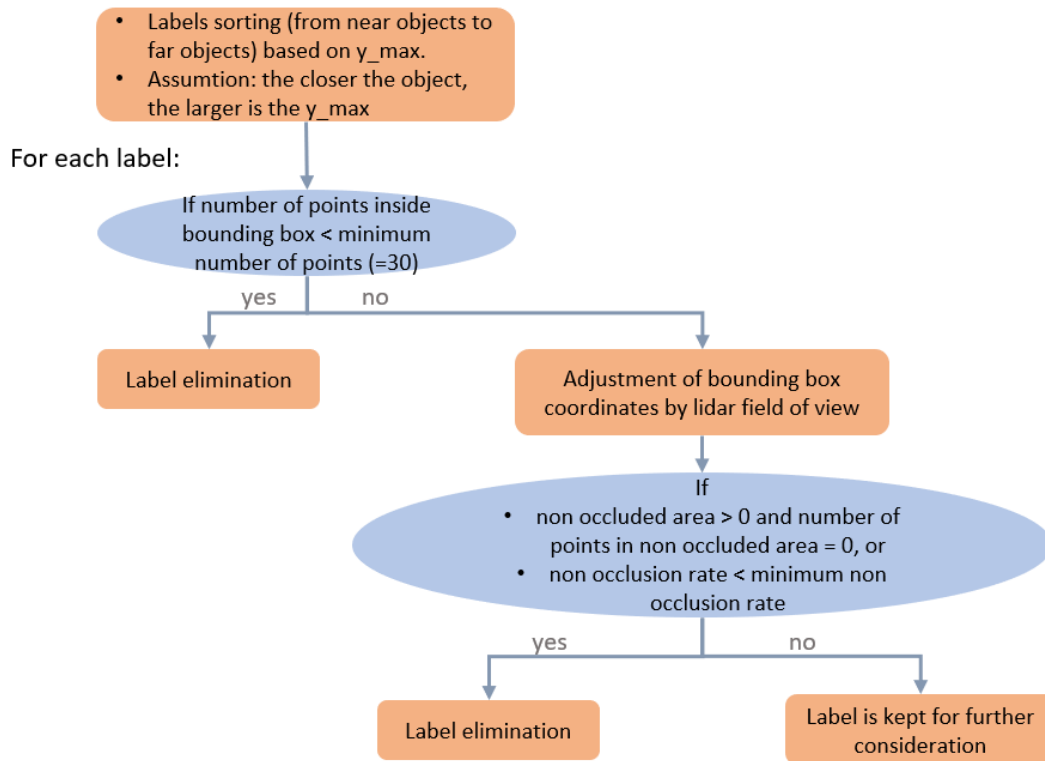 • Labels sorting (from near objects to
far objects) based on y_max.
• Assumtion: the closer the object,
the larger is the y_max
For each label:
If number of points inside
bounding box < minimum
number of points (=30)
yes
no
Label elimination
Adjustment of bounding box
coordinates by lidar field of view
If
• non occluded area > 0 and number of
points in non occluded area = 0, or
• non occlusion rate < minimum non
occlusion rate
yes
no
Label elimination
Label is kept for further
consideration